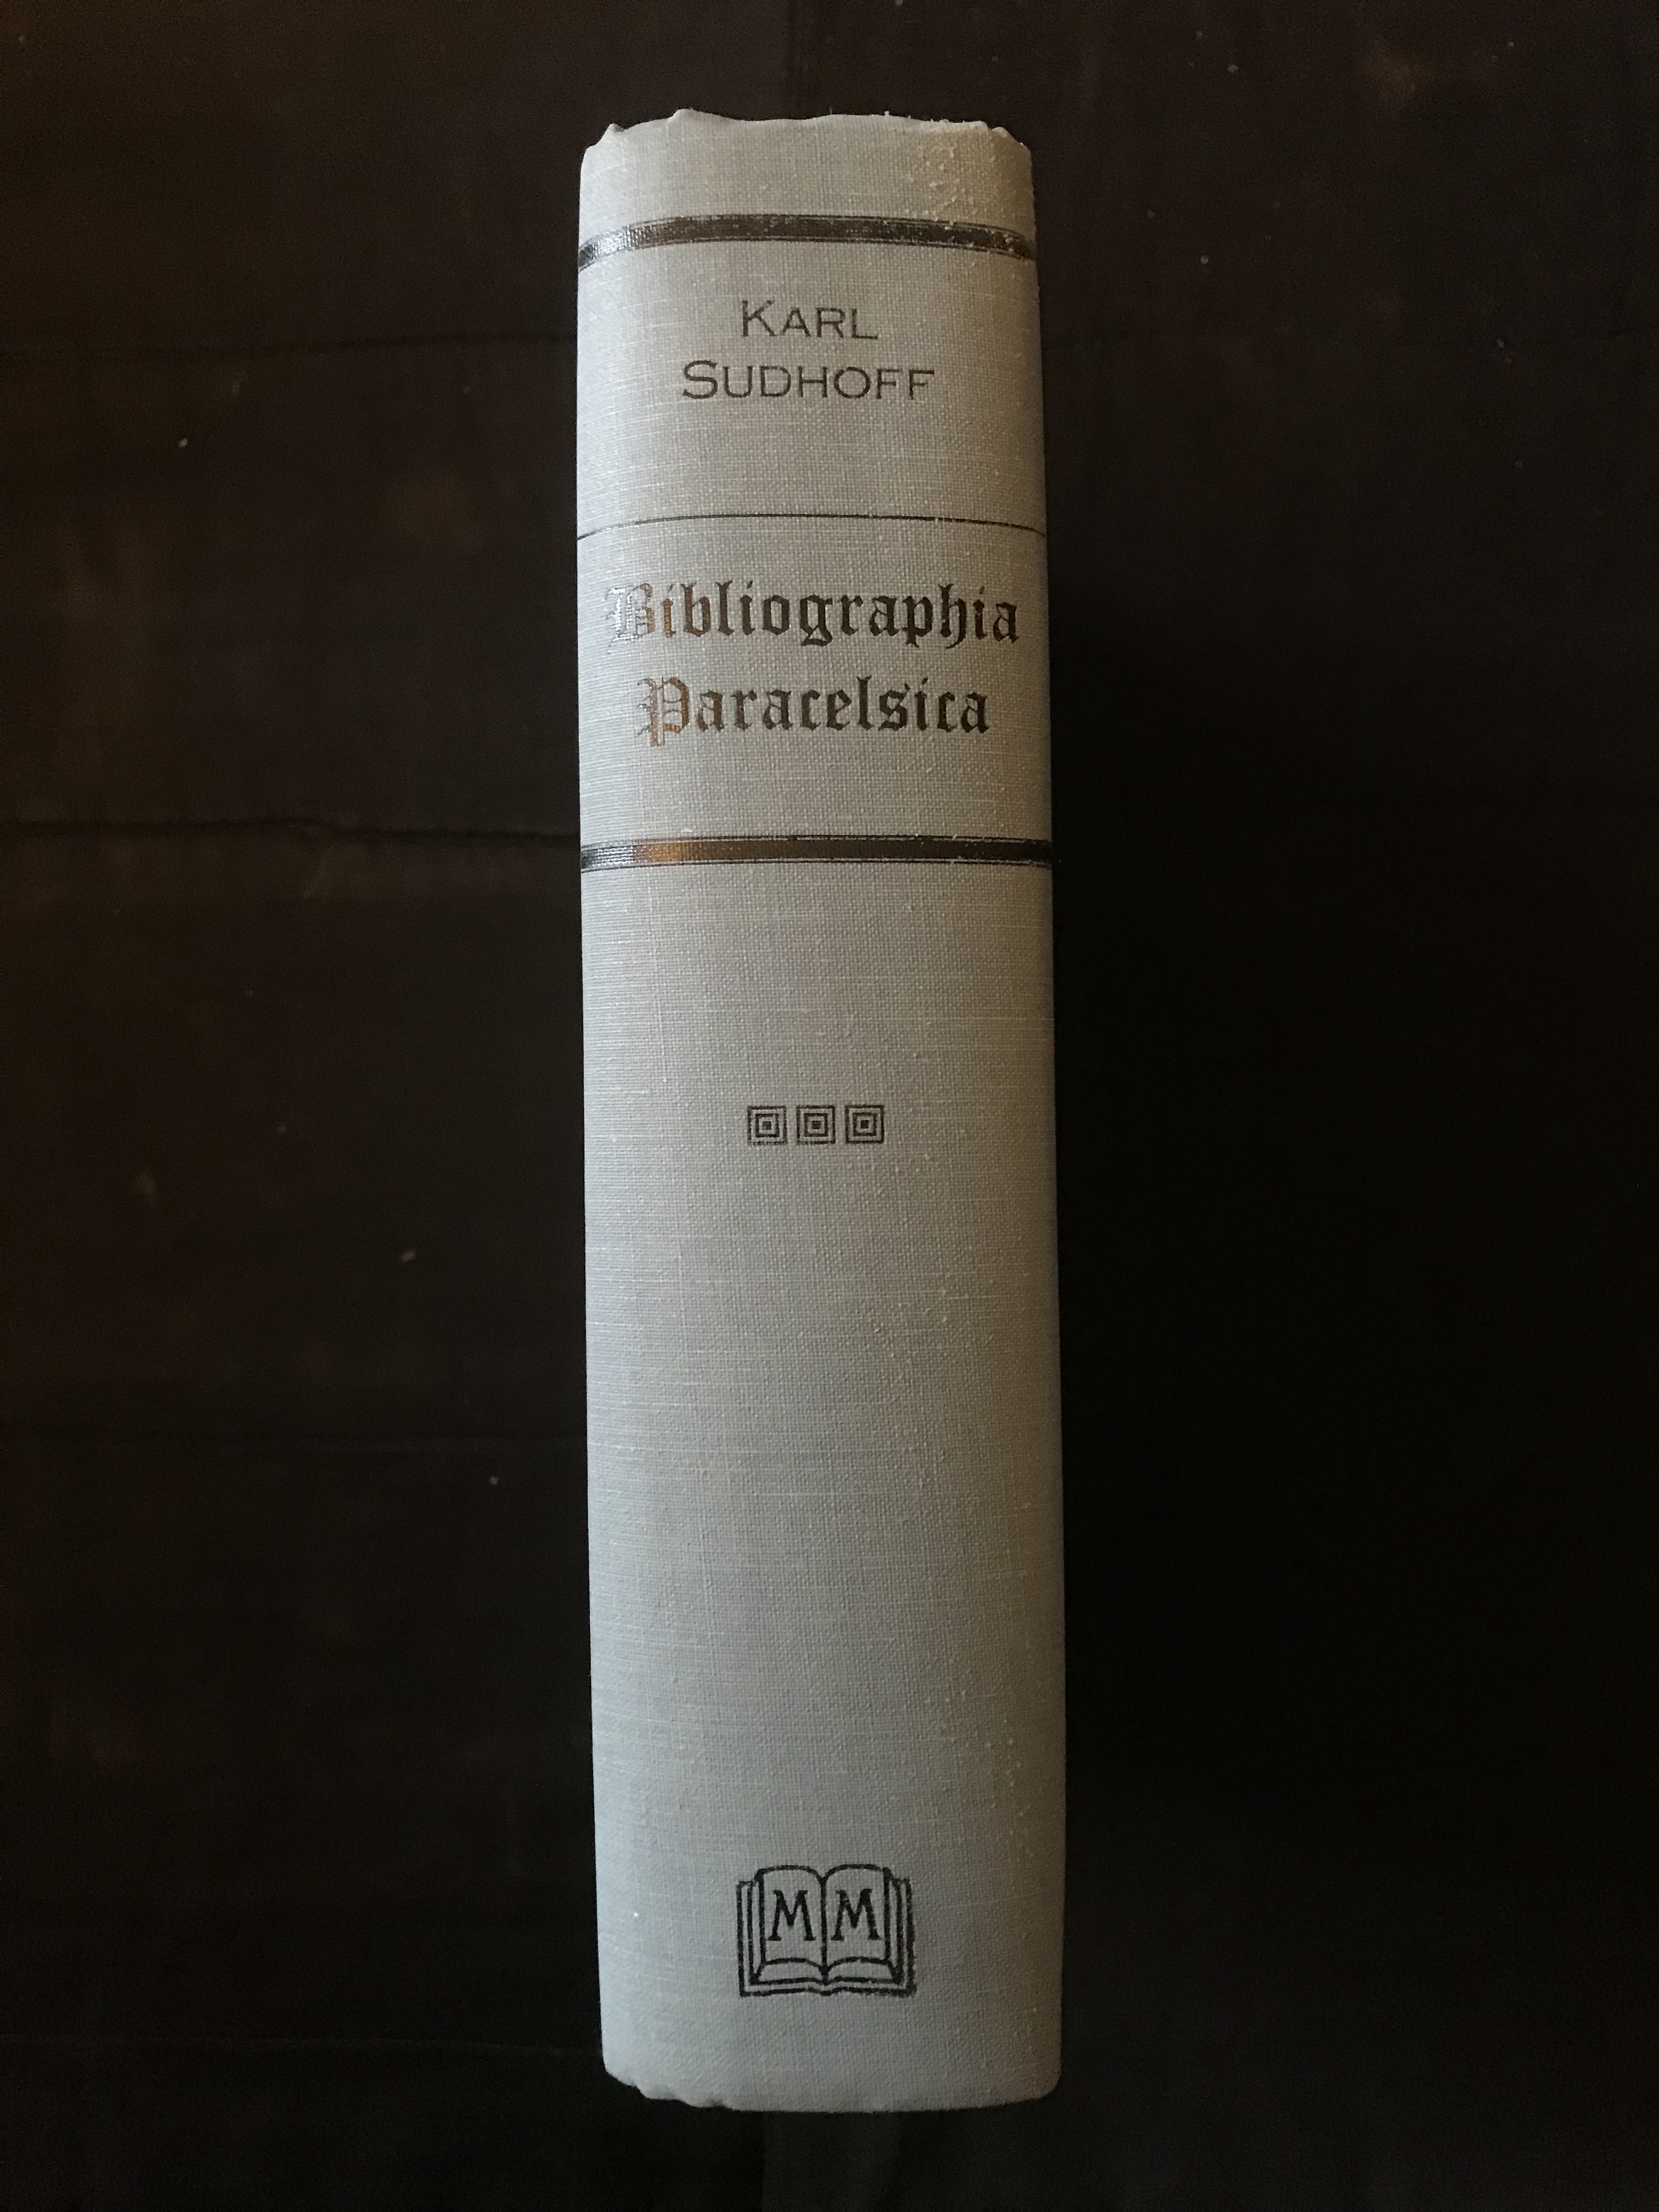 KARL
SUDHOFF
Bibliographia
Paracelsica
MM